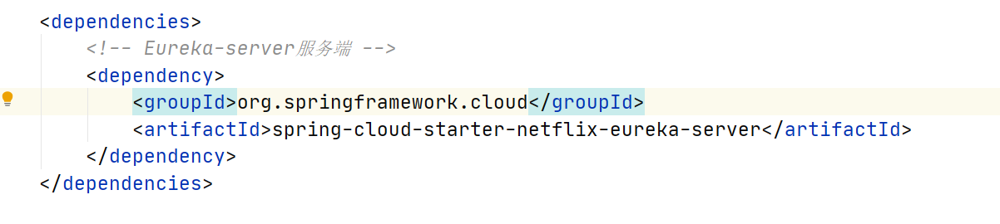 <dependencies>
<!-- Eureka-server服务端 -->
<dependency>
<groupId>org.springframework.cloud</groupId>
<artifactId>spring-cloud-starter-netflix-eureka-server</artifactId>
</dependency>
</dependencies>